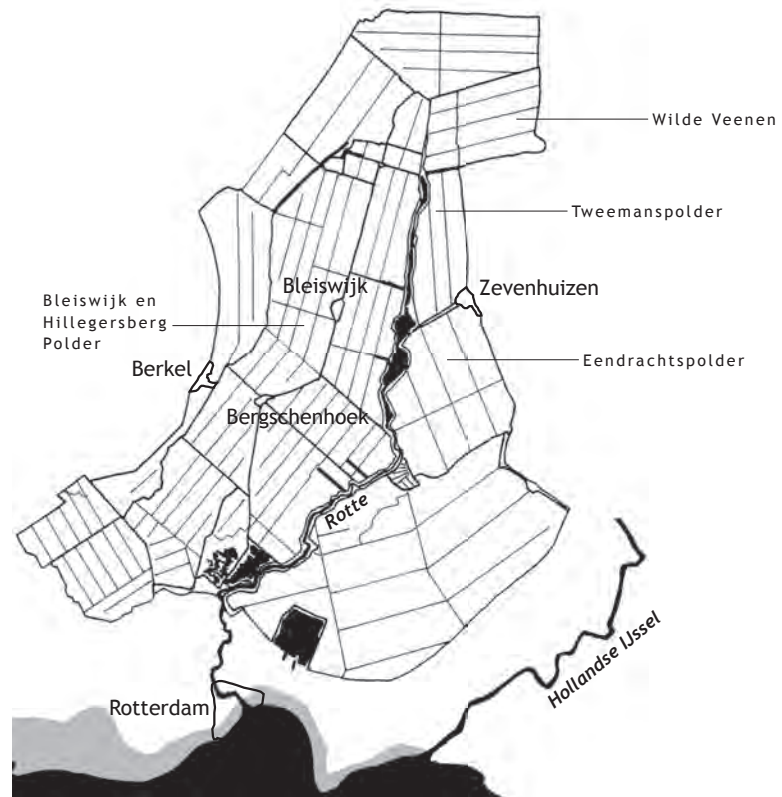 Wilde Veenen
Tweemanspolder
Bleiswijk
Zevenhuizen
Bleiswijk en
Hillegersberg
Polder
Berkel
Eendrachtspolder
Bergschenhoek
Rotte
Hollandse IJssel
Rotterdam